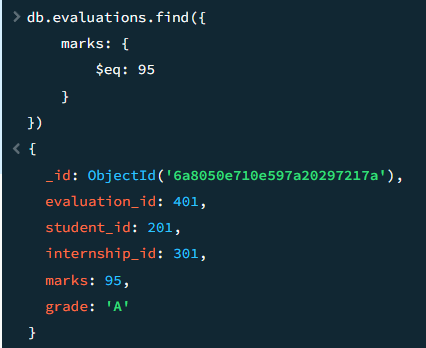 > db.evaluations.find({
marks: {
$eq: 95
}
})
< {
_id: ObjectId('6a8050e710e597a20297217a'),
evaluation_id: 401,
student_id: 201,
internship_id: 301,
marks: 95,
grade: 'A'
}